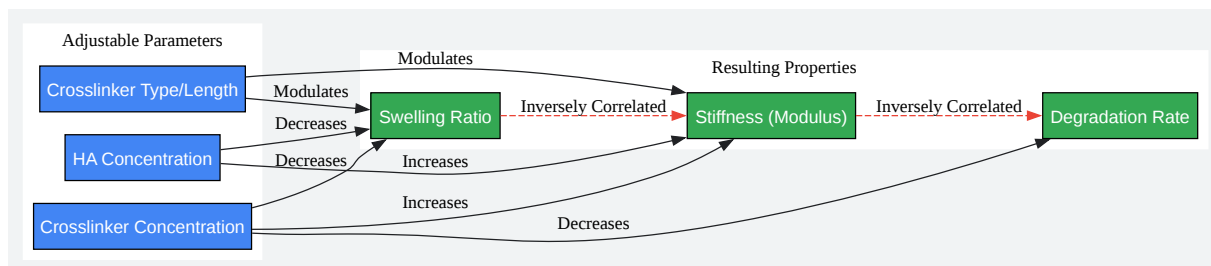 Adjustable Parameters
Crosslinker Type/Length
HA Concentration
Crosslinker Concentration
Modulates
Modulates
Decreases
Decreases
Increases
Increases
Decreases
Resulting Properties
Swelling Ratio
Inversely Correlated
Stiffness (Modulus)
Inversely Correlated
Degradation Rate